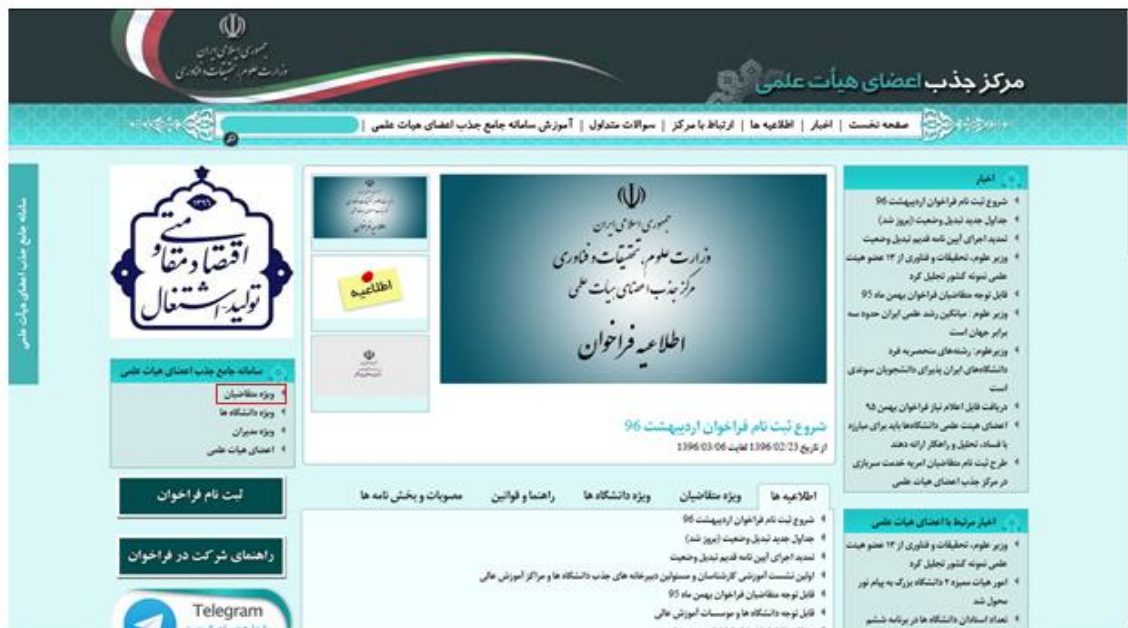 جمهوری اسلامی ایران
وزارت علوم، تحقیقات و فناوری
مرکز جذب اعضای هیأت علمی
صفحه نخست | اخبار | اطلاعیه ها | ارتباط با مرکز | سوالات متداول | آموزش سامانه جامع جذب اعضای هیات علمی |
اخبار
شروع ثبت نام فراخوان اردیبهشت 96
جداول جدید تبدیل وضعیت (بروز شد)
تمدید اجرای آیین نامه قدیم تبدیل وضعیت
وزیر علوم، تحقیقات و فناوری از ۱۳ عضو هیئت
علمی نمونه کشور تجلیل کرد
قابل توجه متقاضیان فراخوان بهمن ماه 95
وزیر علوم : میانگین رشد علمی ایران حدود سه
برابر جهان است
وزیرعلوم: رشته‌های منحصربه فرد
دانشگاه‌های ایران پذیرای دانشجویان سوئدی
است
دریافت فایل اعلام نیاز فراخوان بهمن ۹۵
اعضای هیئت علمی دانشگاه‌ها باید برای مبارزه
با فساد، تحلیل و راهکار ارائه دهند
طرح ثبت نام متقاضیان امریه خدمت سربازی
در مرکز جذب اعضای هیات علمی
اخبار مرتبط با اعضای هیات علمی
وزیر علوم، تحقیقات و فناوری از ۱۳ عضو هیئت
علمی نمونه کشور تجلیل کرد
امور هیات ممیزه ۲ دانشگاه بزرگ به پیام نور
محول شد
تعداد استادان دانشگاه ها در برنامه ششم
جمهوری اسلامی ایران
وزارت علوم، تحقیقات و فناوری
مرکز جذب اعضای هیات علمی
اطلاعیه فراخوان
اطلاعیه
شروع ثبت نام فراخوان اردیبهشت 96
از تاریخ 1396/02/23 لغایت 1396/03/06
اطلاعیه ها
ویژه متقاضیان
ویژه دانشگاه ها
راهنما و قوانین
مصوبات و بخش نامه ها
شروع ثبت نام فراخوان اردیبهشت 96
جداول جدید تبدیل وضعیت (بروز شد)
تمدید اجرای آیین نامه قدیم تبدیل وضعیت
اولین نشست آموزشی کارشناسان و مسئولین دبیرخانه های جذب دانشگاه ها و مراکز آموزش عالی
قابل توجه متقاضیان فراخوان بهمن ماه 95
قابل توجه دانشگاه ها و موسسات آموزش عالی
۱۳۹۶
اقتصاد مقاومتی
تولید-اشتغال
سامانه جامع جذب اعضای هیات علمی
ویژه متقاضیان
ویژه دانشگاه ها
ویژه مدیران
اعضای هیات علمی
ثبت نام فراخوان
راهنمای شرکت در فراخوان
Telegram
سامانه جامع جذب اعضای هیأت علمی